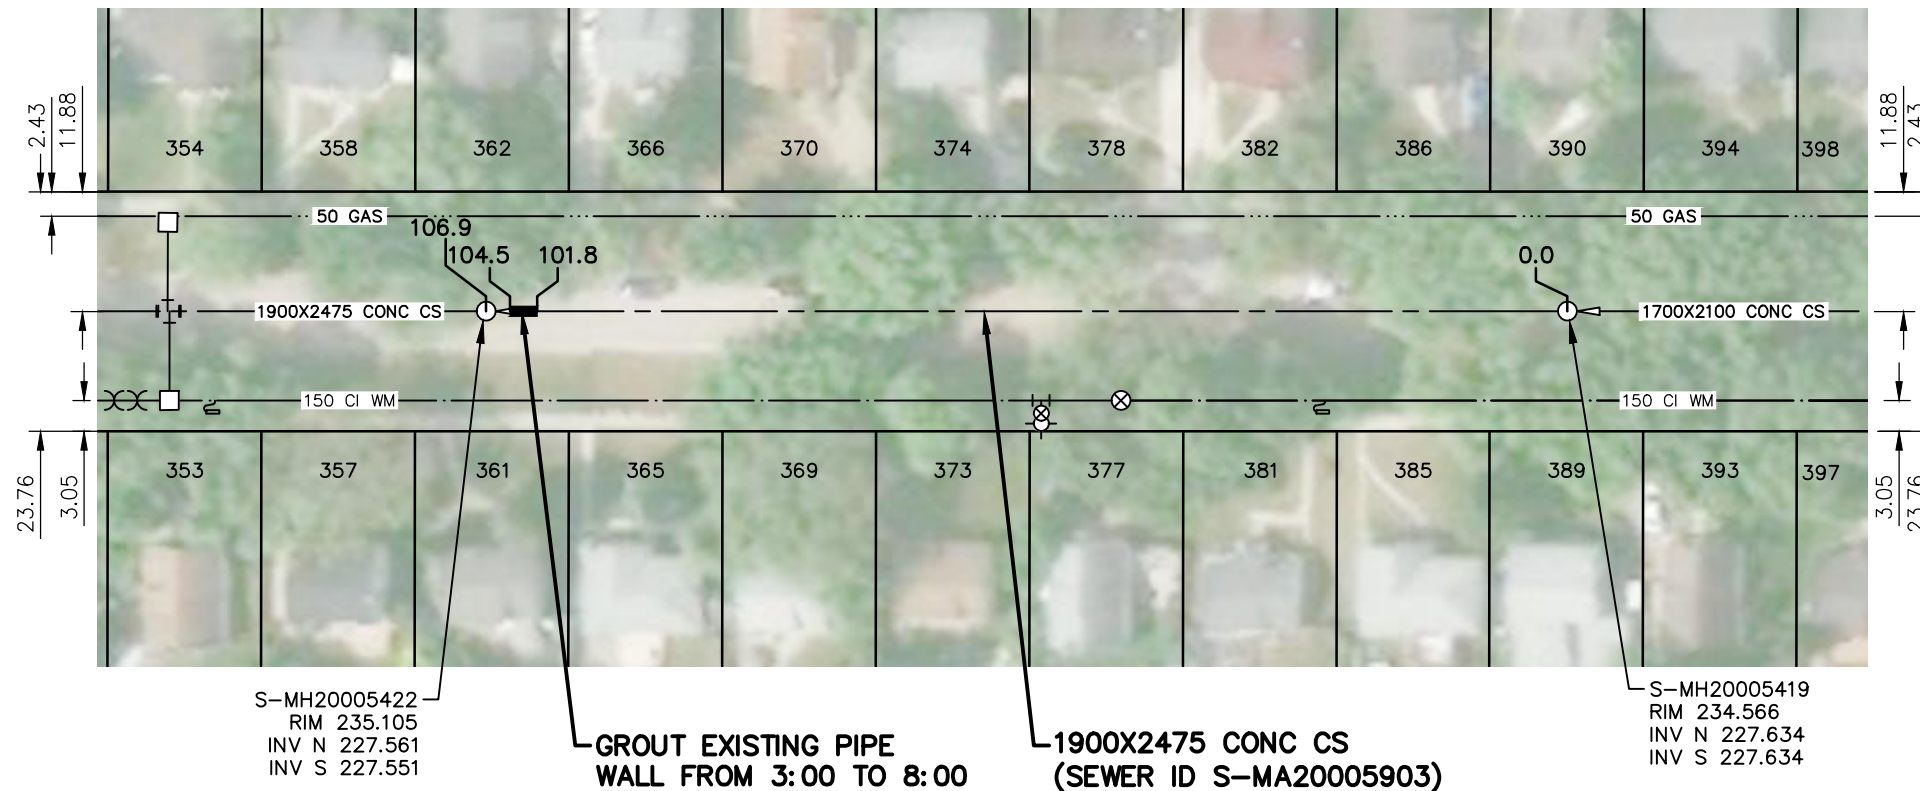 2.43
11.88
11.88
2.43
354
358
362
366
370
374
378
382
386
390
394
398
50 GAS
50 GAS
106.9
104.5
101.8
0.0
1900X2475 CONC CS
1700X2100 CONC CS
150 CI WM
150 CI WM
23.76
3.05
3.05
23.76
353
357
361
365
369
373
377
381
385
389
393
397
S-MH20005422
RIM 235.105
INV N 227.561
INV S 227.551
GROUT EXISTING PIPE
WALL FROM 3:00 TO 8:00
1900X2475 CONC CS
(SEWER ID S-MA20005903)
S-MH20005419
RIM 234.566
INV N 227.634
INV S 227.634